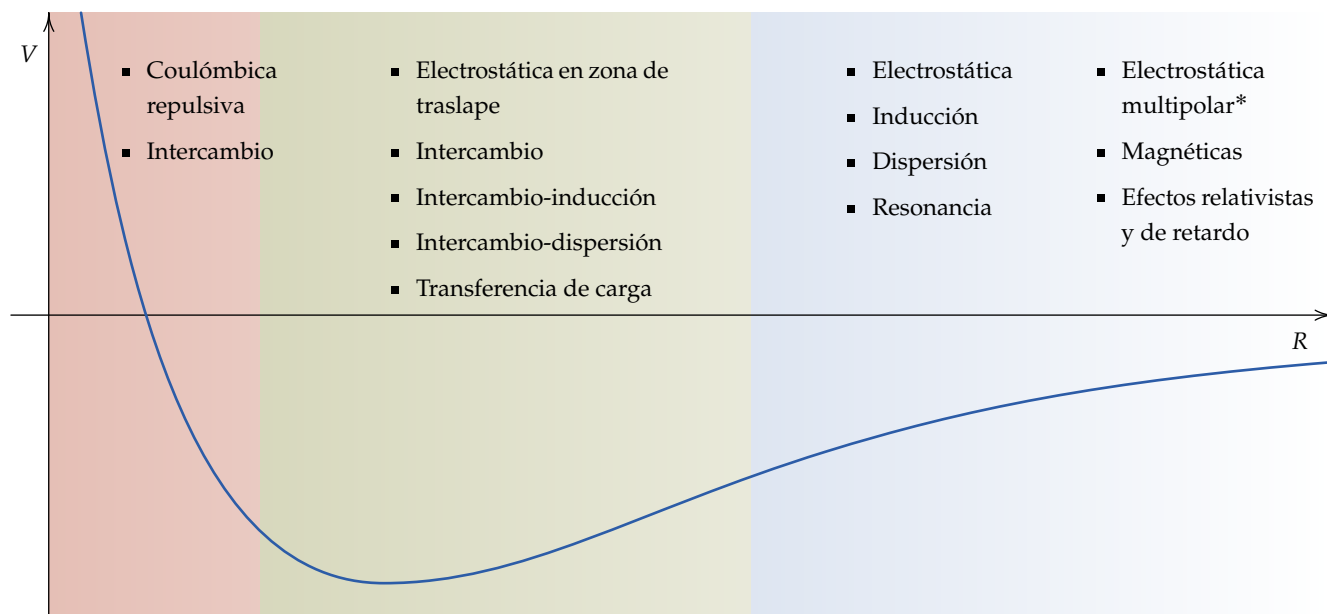 V
▪ Coulómbica
repulsiva
▪ Intercambio
▪ Electrostática en zona de
traslape
▪ Intercambio
▪ Intercambio-inducción
▪ Intercambio-dispersión
▪ Transferencia de carga
▪ Electrostática
▪ Inducción
▪ Dispersión
▪ Resonancia
▪ Electrostática
multipolar*
▪ Magnéticas
▪ Efectos relativistas
y de retardo
R